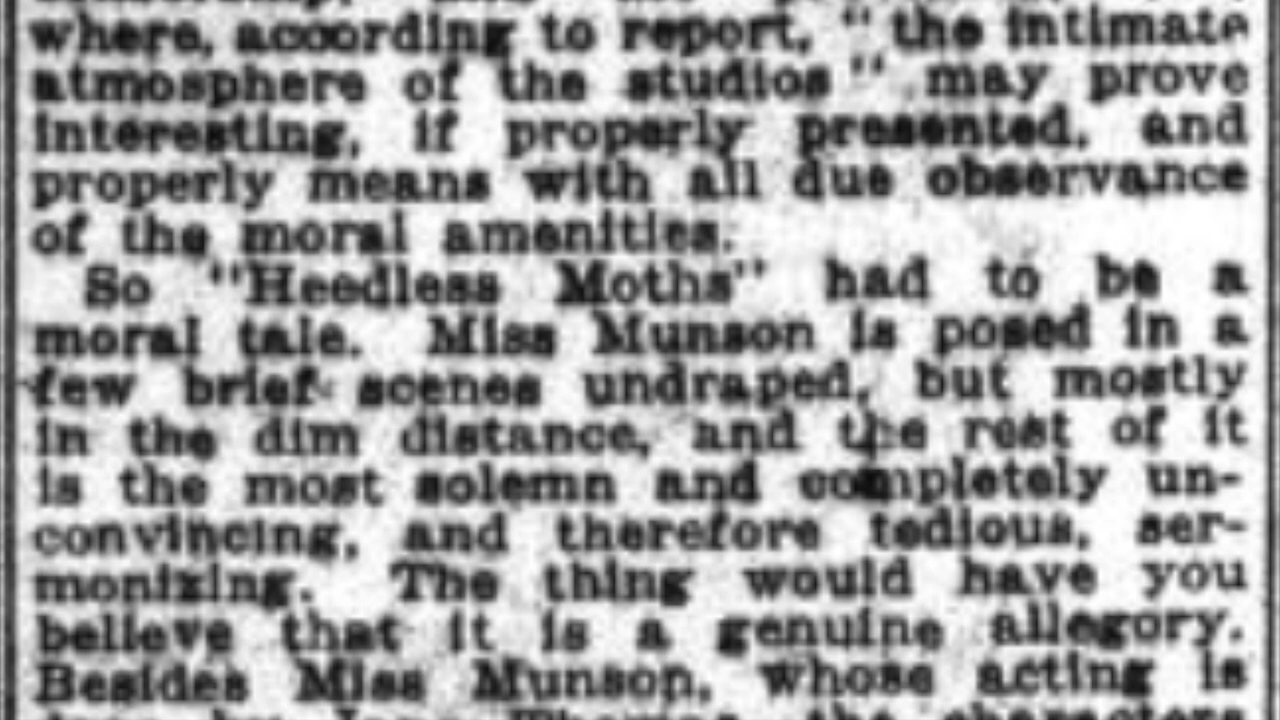 where, according to report, " the intimate
atmosphere of the studios " may prove
interesting, if properly presented, and
properly means with all due observance
of the moral amenities.
So "Heedless Moths" had to be a
moral tale. Miss Munson is posed in a
few brief scenes undraped, but mostly
in the dim distance, and the rest of it
is the most solemn and completely un-
convincing, and therefore tedious, ser-
monizing. The thing would have you
believe that it is a genuine allegory.
Besides Miss Munson, whose acting is
the characters